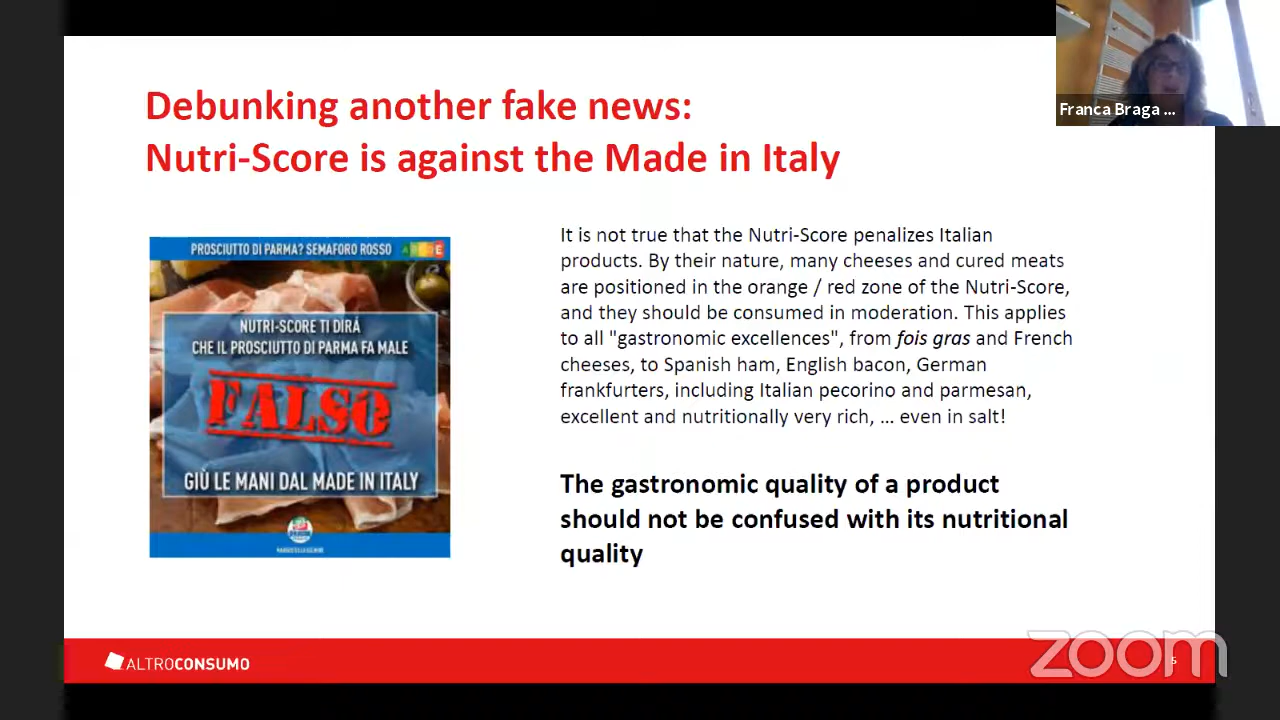 Debunking another fake news:
Nutri-Score is against the Made in Italy
Franca Braga ...
PROSCIUTTO DI PARMA? SEMAFORO ROSSO
E
NUTRI-SCORE TI DIRÁ
CHE IL PROSCIUTTO DI PARMA FA MALE
FALSO
GIÙ LE MANI DAL MADE IN ITALY
It is not true that the Nutri-Score penalizes Italian
products. By their nature, many cheeses and cured meats
are positioned in the orange / red zone of the Nutri-Score,
and they should be consumed in moderation. This applies
to all "gastronomic excellences", from fois gras and French
cheeses, to Spanish ham, English bacon, German
frankfurters, including Italian pecorino and parmesan,
excellent and nutritionally very rich, ... even in salt!
The gastronomic quality of a product
should not be confused with its nutritional
quality
ALTROCONSUMO
zoom
5